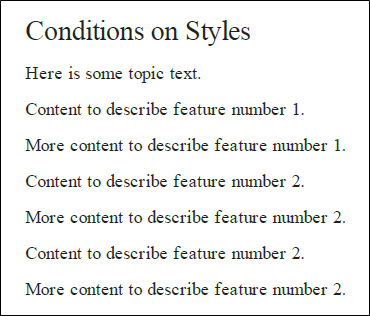 Conditions on Styles
Here is some topic text.
Content to describe feature number 1.
More content to describe feature number 1.
Content to describe feature number 2.
More content to describe feature number 2.
Content to describe feature number 2.
More content to describe feature number 2.